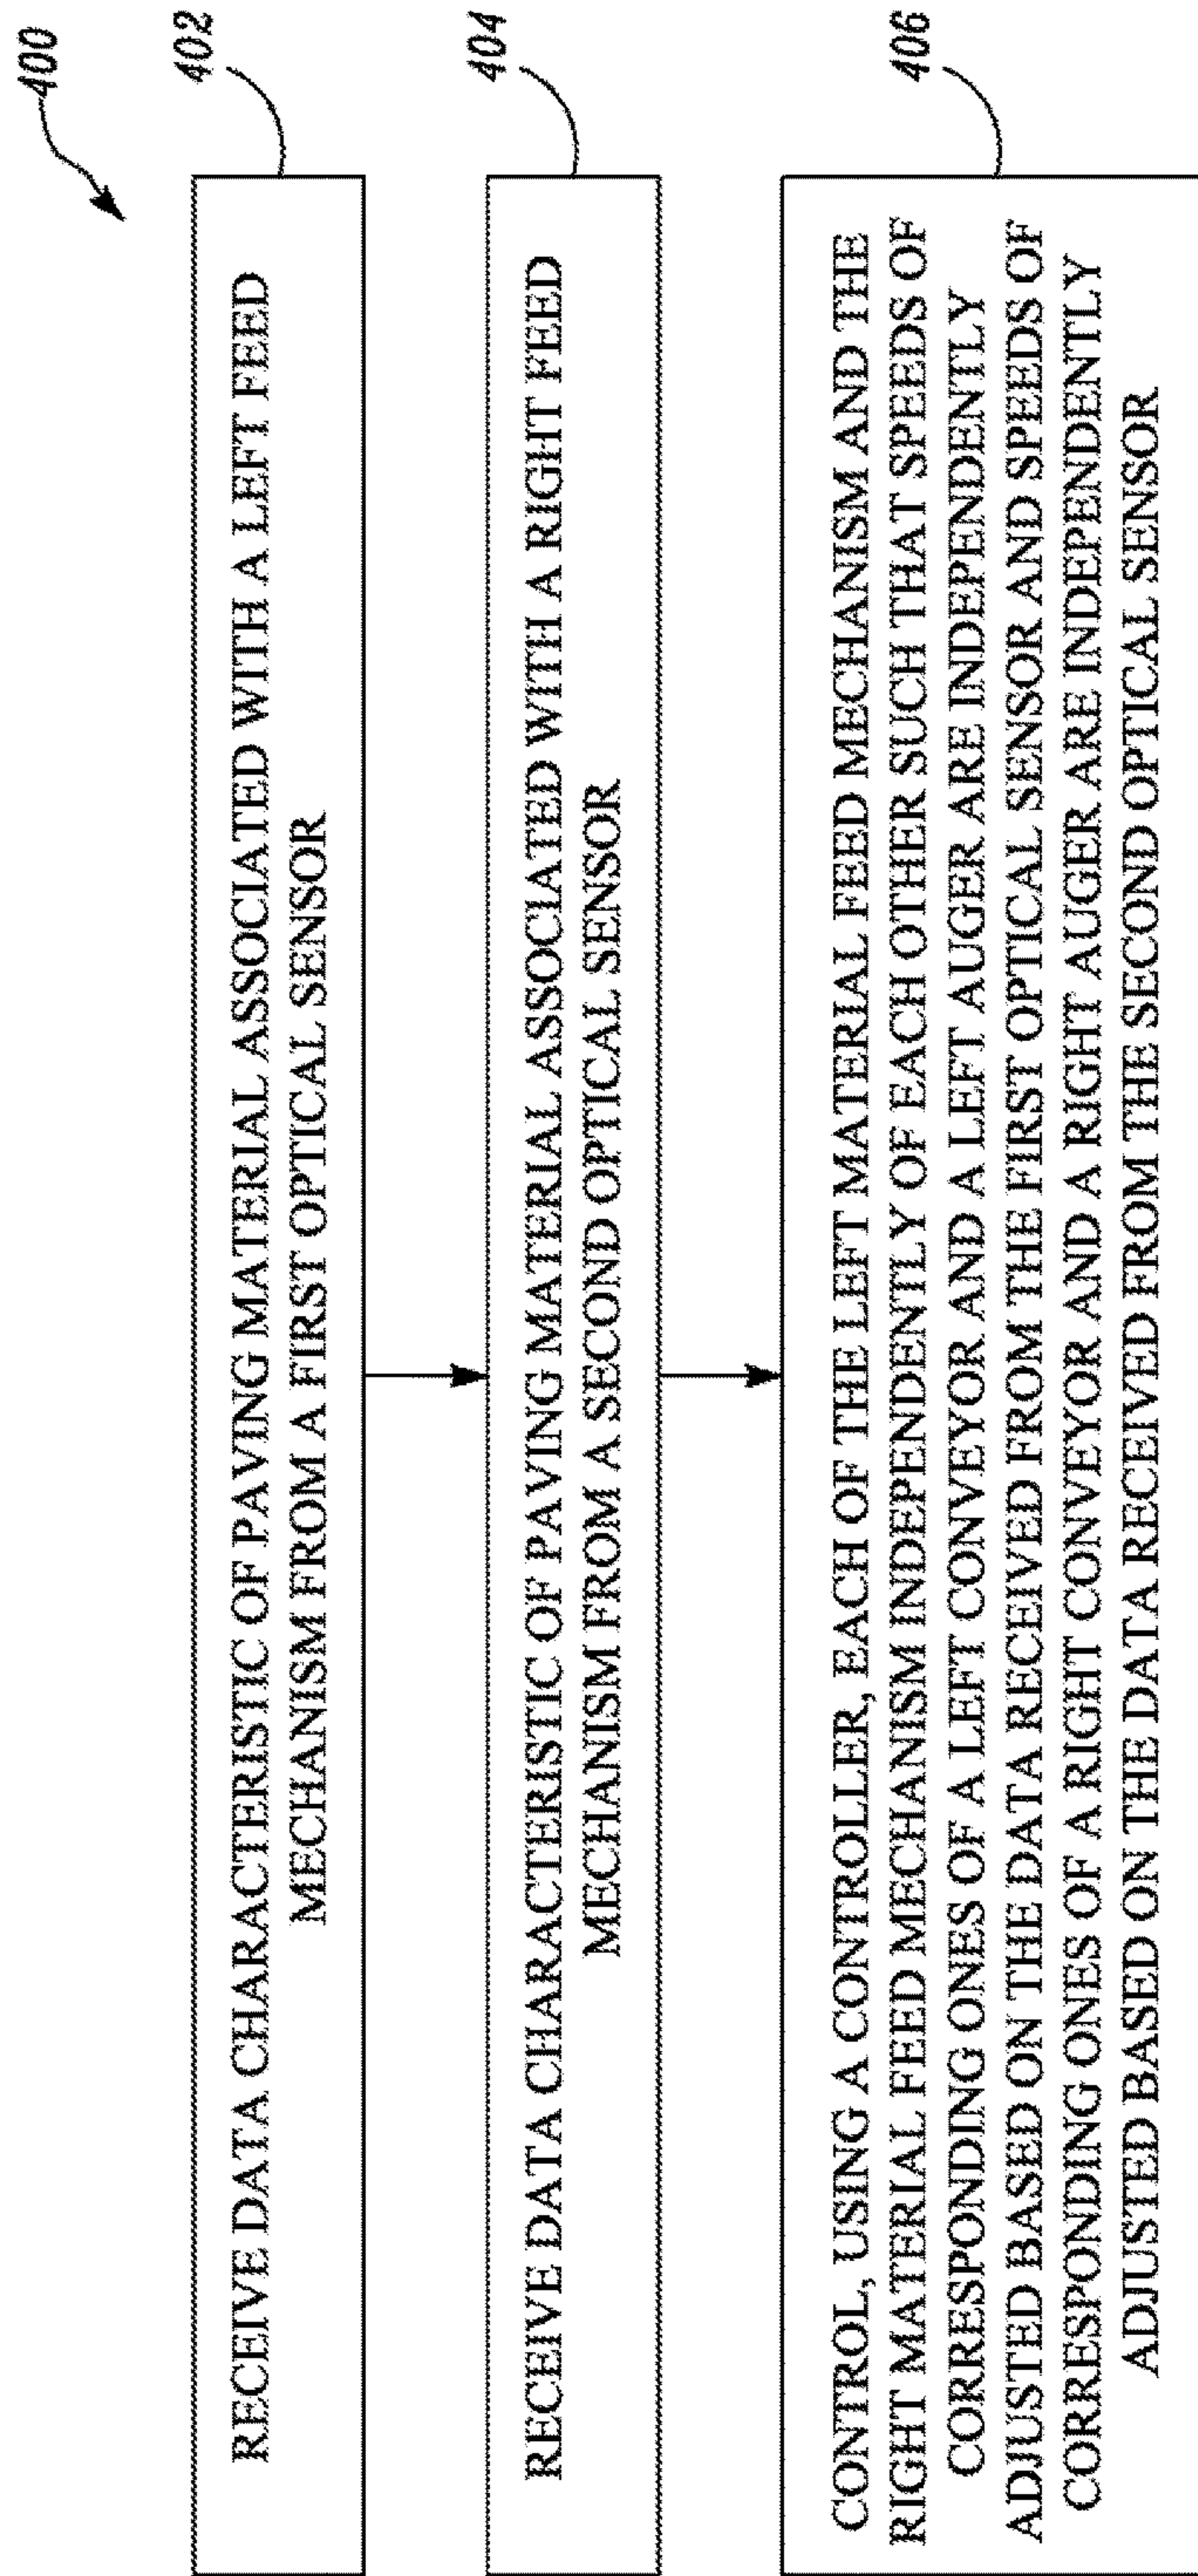 400
402
RECEIVE DATA CHARACTERISTIC OF PAVING MATERIAL ASSOCIATED WITH A LEFT FEED
MECHANISM FROM A FIRST OPTICAL SENSOR
404
RECEIVE DATA CHARACTERISTIC OF PAVING MATERIAL ASSOCIATED WITH A RIGHT FEED
MECHANISM FROM A SECOND OPTICAL SENSOR
406
CONTROL, USING A CONTROLLER, EACH OF THE LEFT MATERIAL FEED MECHANISM AND THE
RIGHT MATERIAL FEED MECHANISM INDEPENDENTLY OF EACH OTHER SUCH THAT SPEEDS OF
CORRESPONDING ONES OF A LEFT CONVEYOR AND A LEFT AUGER ARE INDEPENDENTLY
ADJUSTED BASED ON THE DATA RECEIVED FROM THE FIRST OPTICAL SENSOR AND SPEEDS OF
CORRESPONDING ONES OF A RIGHT CONVEYOR AND A RIGHT AUGER ARE INDEPENDENTLY
ADJUSTED BASED ON THE DATA RECEIVED FROM THE SECOND OPTICAL SENSOR